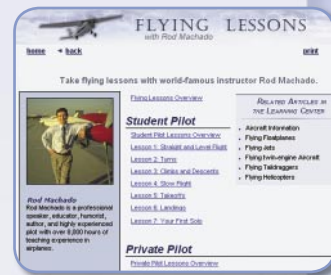 FLYING LESSONS
with Rod Machado
home
back
print
Take flying lessons with world-famous instructor Rod Machado.
Flying Lessons Overview
Student Pilot
Student Pilot Lessons Overview
Lesson 1: Straight and Level Flight
Lesson 2: Turns
Lesson 3: Climbs and Descents
Lesson 4: Slow Flight
Lesson 5: Takeoffs
Lesson 6: Landings
Lesson 7: Your First Solo
Private Pilot
Private Pilot Lessons Overview
RELATED ARTICLES IN
THE LEARNING CENTER
Aircraft Information
Flying Floatplanes
Flying Jets
Flying Twin-engine Aircraft
Flying Taildraggers
Flying Helicopters
Rod Machado
Rod Machado is a professional
speaker, educator, humorist,
author, and highly experienced
pilot with over 8,000 hours of
teaching experience in
airplanes.